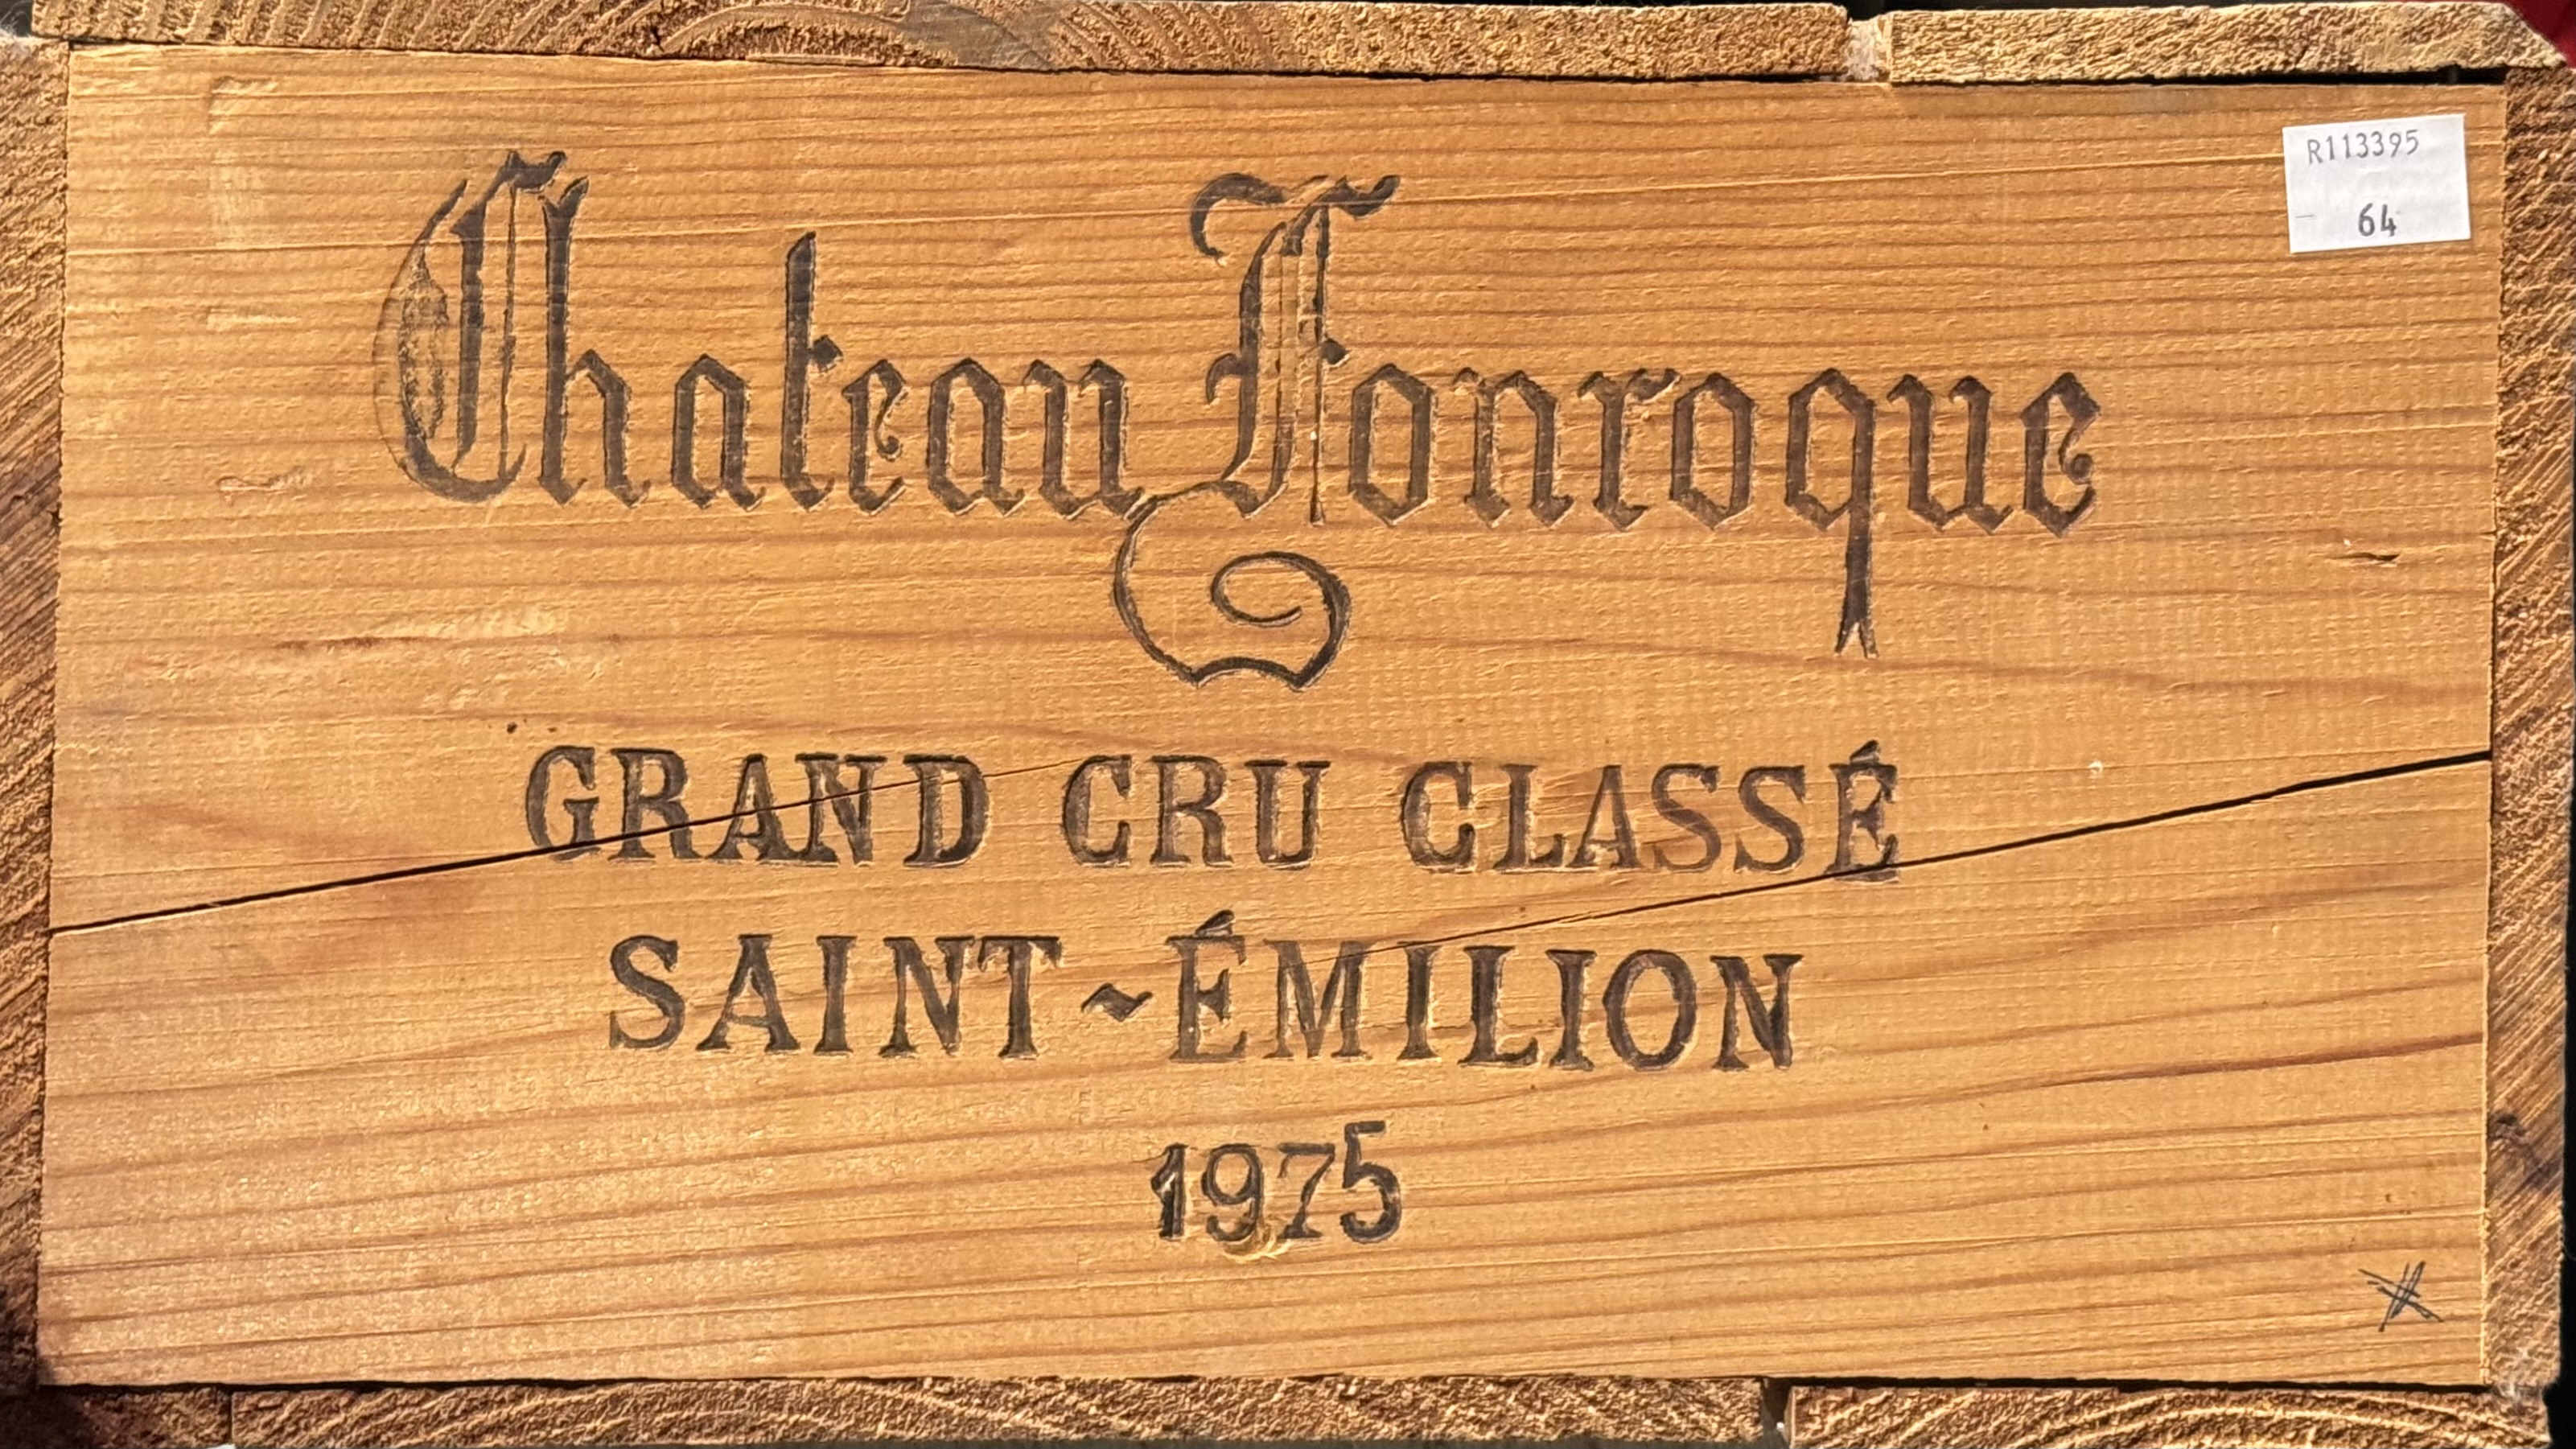 R113395
64
Chateau Fonroque
GRAND CRU CLASSÉ
SAINT~ÉMILION
1975